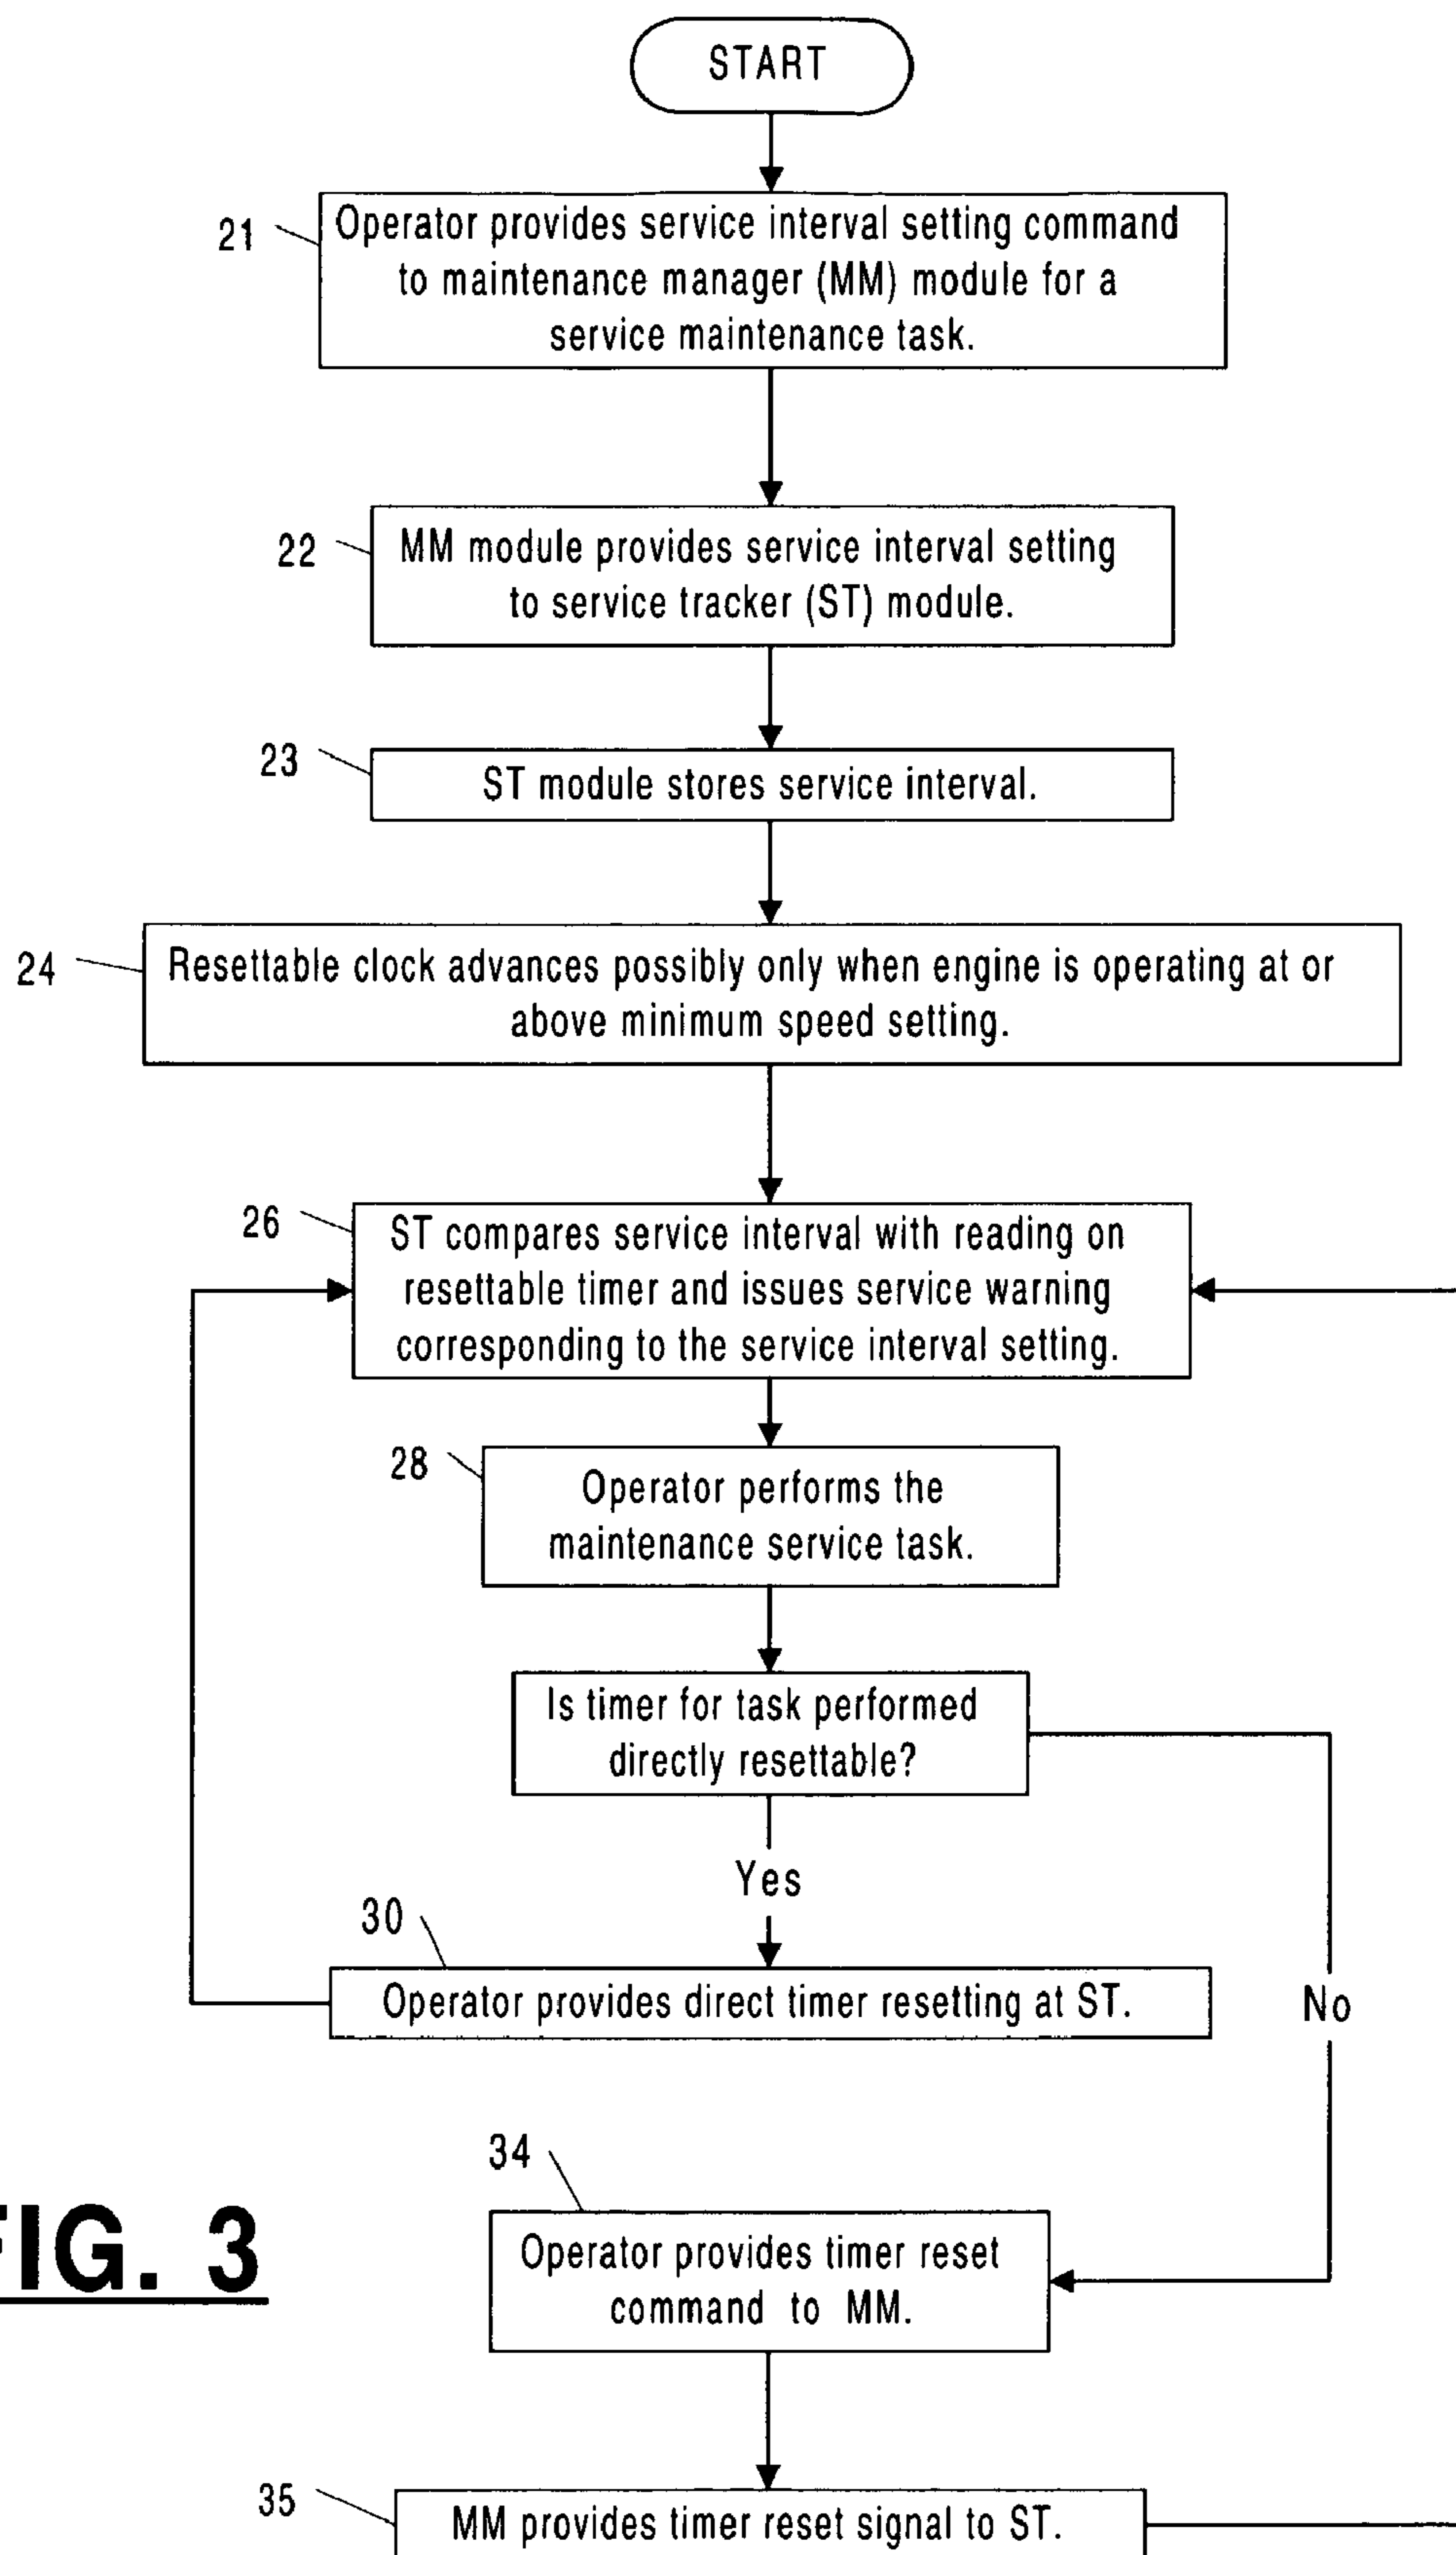 START
21
Operator provides service interval setting command
to maintenance manager (MM) module for a
service maintenance task.
22
MM module provides service interval setting
to service tracker (ST) module.
23
ST module stores service interval.
24
Resettable clock advances possibly only when engine is operating at or
above minimum speed setting.
26
ST compares service interval with reading on
resettable timer and issues service warning
corresponding to the service interval setting.
28
Operator performs the
maintenance service task.
Is timer for task performed
directly resettable?
Yes
30
Operator provides direct timer resetting at ST.
No
34
Operator provides timer reset
command to MM.
FIG. 3
35
MM provides timer reset signal to ST.